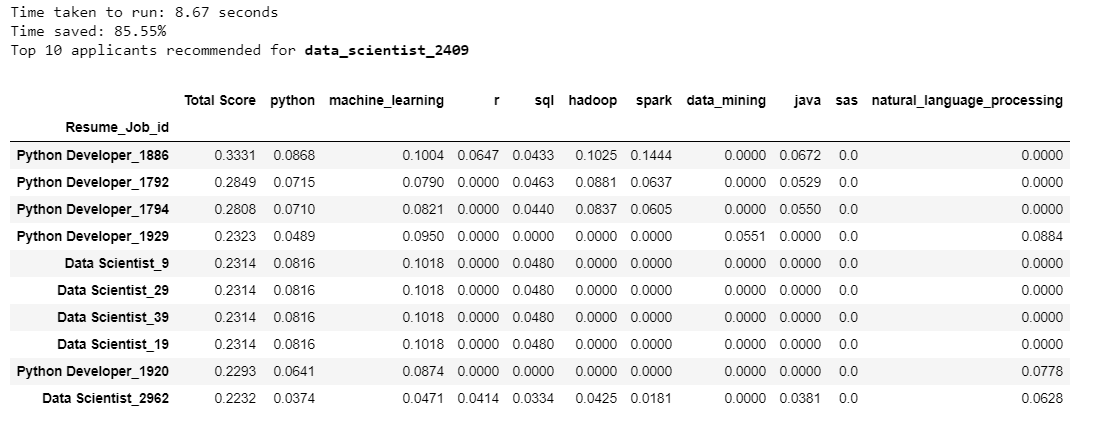 Time taken to run: 8.67 seconds
Time saved: 85.55%
Top 10 applicants recommended for data_scientist_2409
Total Score python machine_learning r sql hadoop spark data_mining java sas natural_language_processing
Resume_Job_id
Python Developer_1886 0.3331 0.0868 0.1004 0.0647 0.0433 0.1025 0.1444 0.0000 0.0672 0.0 0.0000
Python Developer_1792 0.2849 0.0715 0.0790 0.0000 0.0463 0.0881 0.0637 0.0000 0.0529 0.0 0.0000
Python Developer_1794 0.2808 0.0710 0.0821 0.0000 0.0440 0.0837 0.0605 0.0000 0.0550 0.0 0.0000
Python Developer_1929 0.2323 0.0489 0.0950 0.0000 0.0000 0.0000 0.0000 0.0551 0.0000 0.0 0.0884
Data Scientist_9 0.2314 0.0816 0.1018 0.0000 0.0480 0.0000 0.0000 0.0000 0.0000 0.0 0.0000
Data Scientist_29 0.2314 0.0816 0.1018 0.0000 0.0480 0.0000 0.0000 0.0000 0.0000 0.0 0.0000
Data Scientist_39 0.2314 0.0816 0.1018 0.0000 0.0480 0.0000 0.0000 0.0000 0.0000 0.0 0.0000
Data Scientist_19 0.2314 0.0816 0.1018 0.0000 0.0480 0.0000 0.0000 0.0000 0.0000 0.0 0.0000
Python Developer_1920 0.2293 0.0641 0.0874 0.0000 0.0000 0.0000 0.0000 0.0000 0.0000 0.0 0.0778
Data Scientist_2962 0.2232 0.0374 0.0471 0.0414 0.0334 0.0425 0.0181 0.0000 0.0381 0.0 0.0628